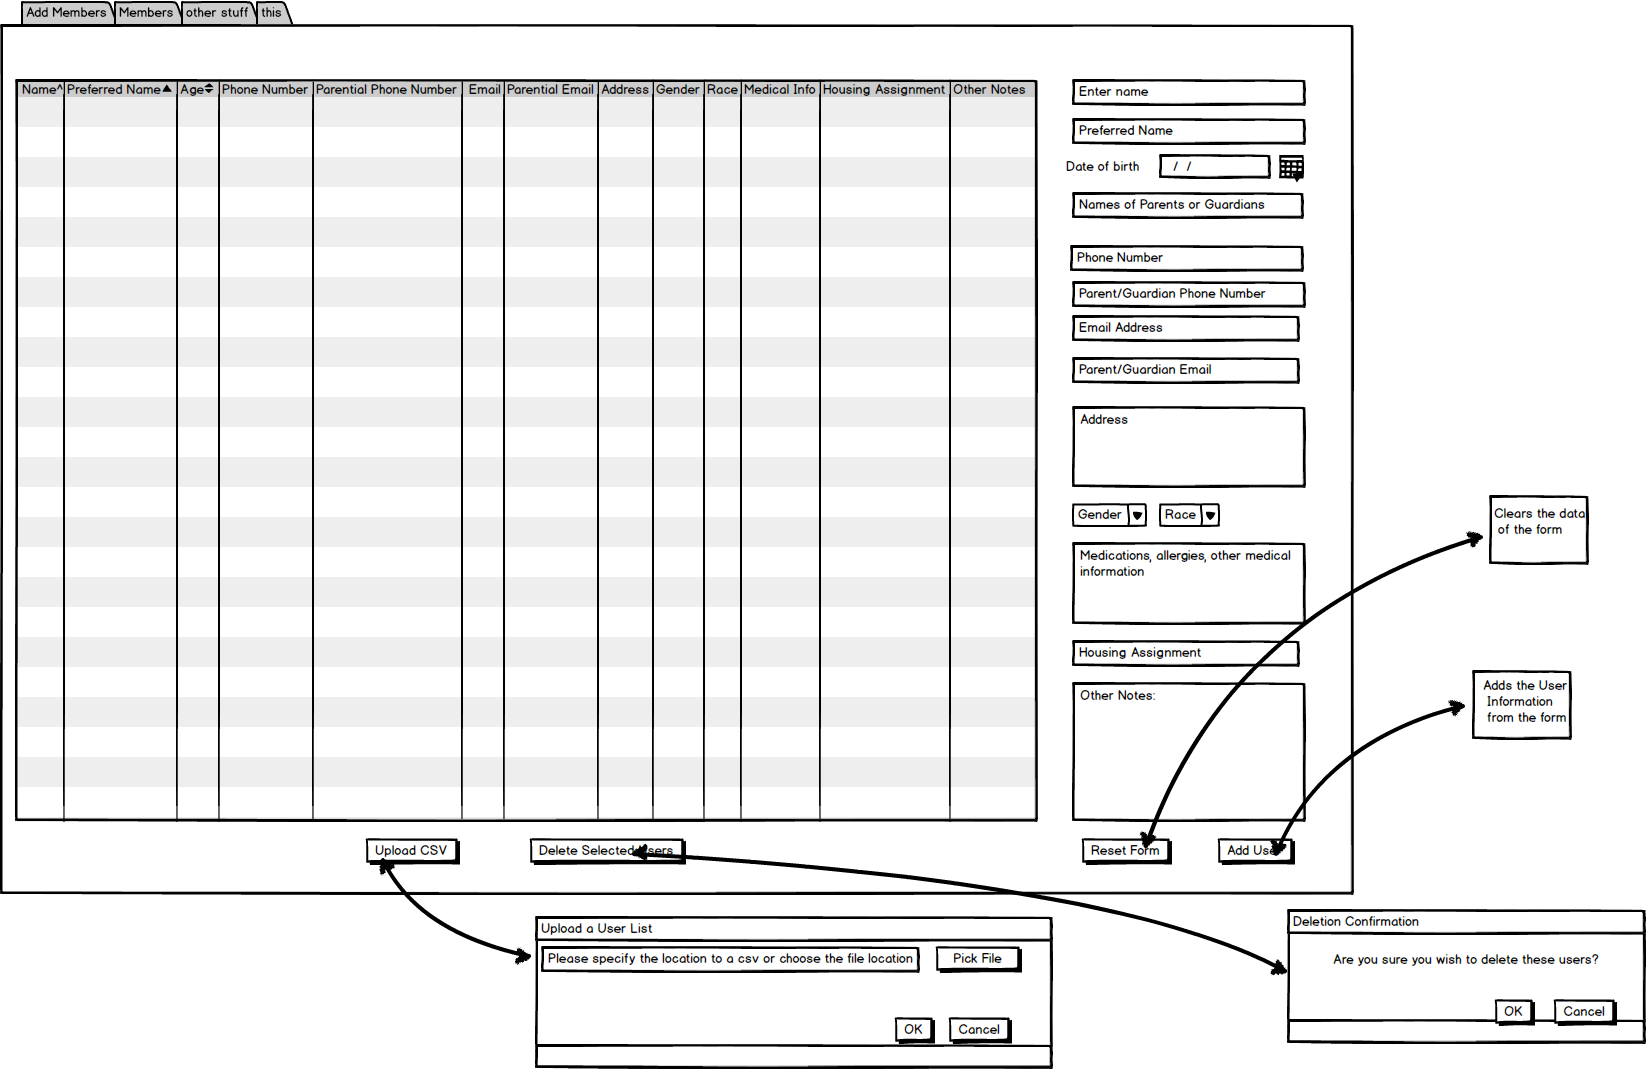 Add Members Members other stuff this
Name^ Preferred Name Age Phone Number Parential Phone Number Email Parential Email Address Gender Race Medical Info Housing Assignment Other Notes
Enter name
Preferred Name
Date of birth / /
Names of Parents or Guardians
Phone Number
Parent/Guardian Phone Number
Email Address
Parent/Guardian Email
Address
Gender Race
Medications, allergies, other medical
information
Housing Assignment
Other Notes:
Clears the data
of the form
Adds the User
Information
from the form
Upload CSV Delete Selected Users Reset Form Add User
Upload a User List
Please specify the location to a csv or choose the file location Pick File
OK Cancel
Deletion Confirmation
Are you sure you wish to delete these users?
OK Cancel